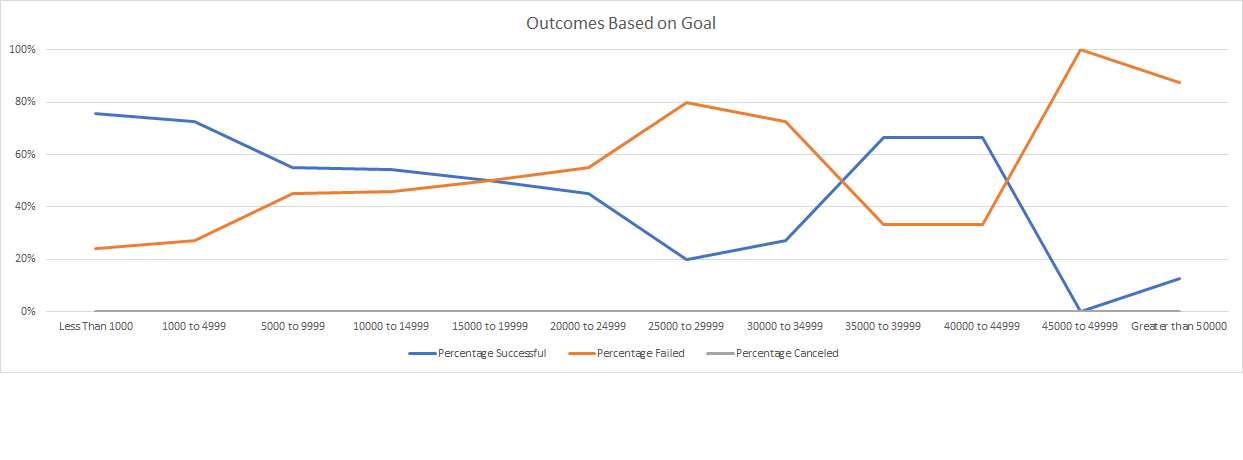 Outcomes Based on Goal
100%
80%
60%
40%
20%
0%
Less Than 1000 1000 to 4999 5000 to 9999 10000 to 14999 15000 to 19999 20000 to 24999 25000 to 29999 30000 to 34999 35000 to 39999 40000 to 44999 45000 to 49999 Greater than 50000
Percentage Successful Percentage Failed Percentage Canceled